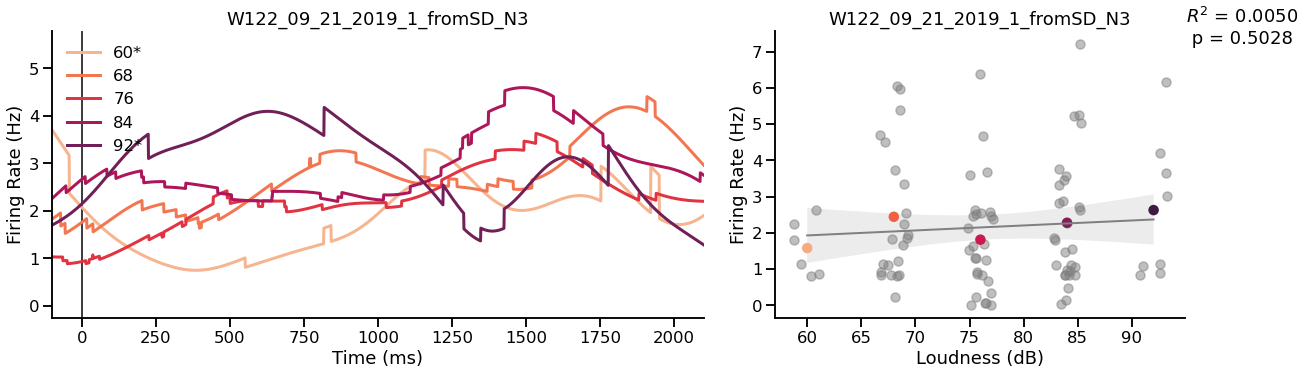 W122_09_21_2019_1_fromSD_N3
60*
68
76
84
92*
5
4
3
2
1
0
Firing Rate (Hz)
0 250 500 750 1000 1250 1500 1750 2000
Time (ms)
W122_09_21_2019_1_fromSD_N3
R² = 0.0050
p = 0.5028
7
6
5
4
3
2
1
0
Firing Rate (Hz)
60 65 70 75 80 85 90
Loudness (dB)